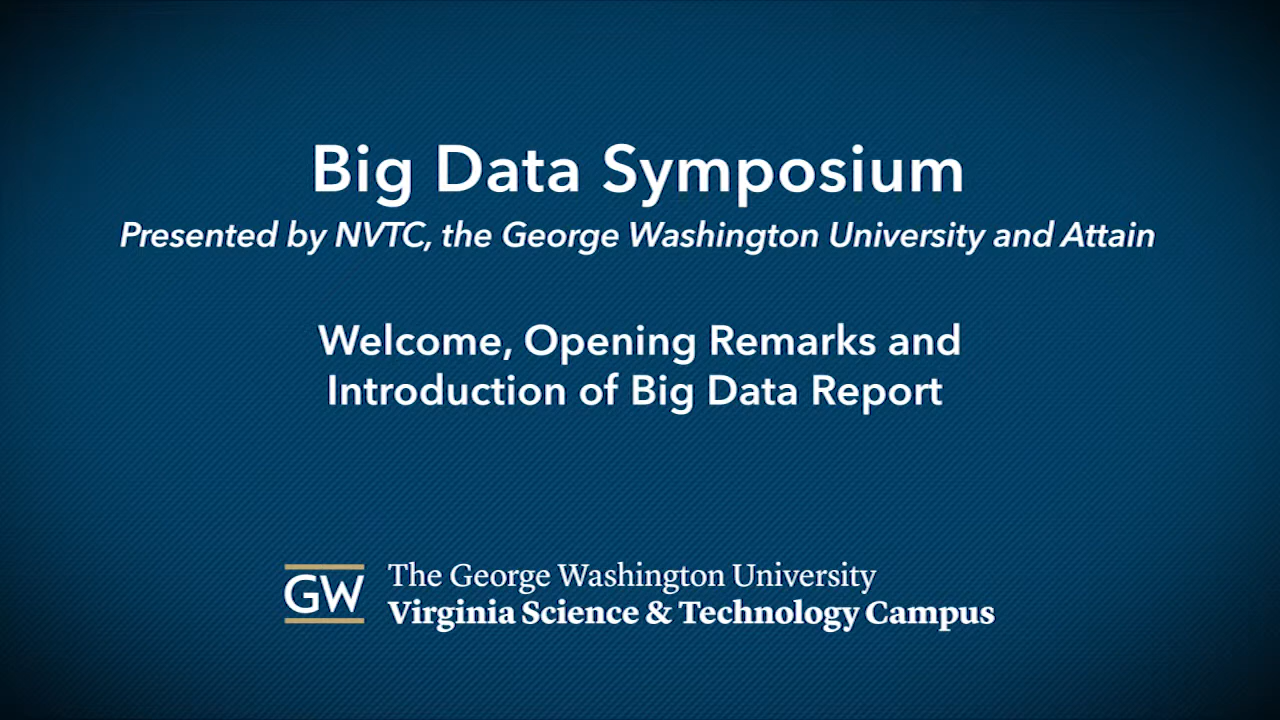 Big Data Symposium
Presented by NVTC, the George Washington University and Attain
Welcome, Opening Remarks and
Introduction of Big Data Report
GW
The George Washington University
Virginia Science & Technology Campus